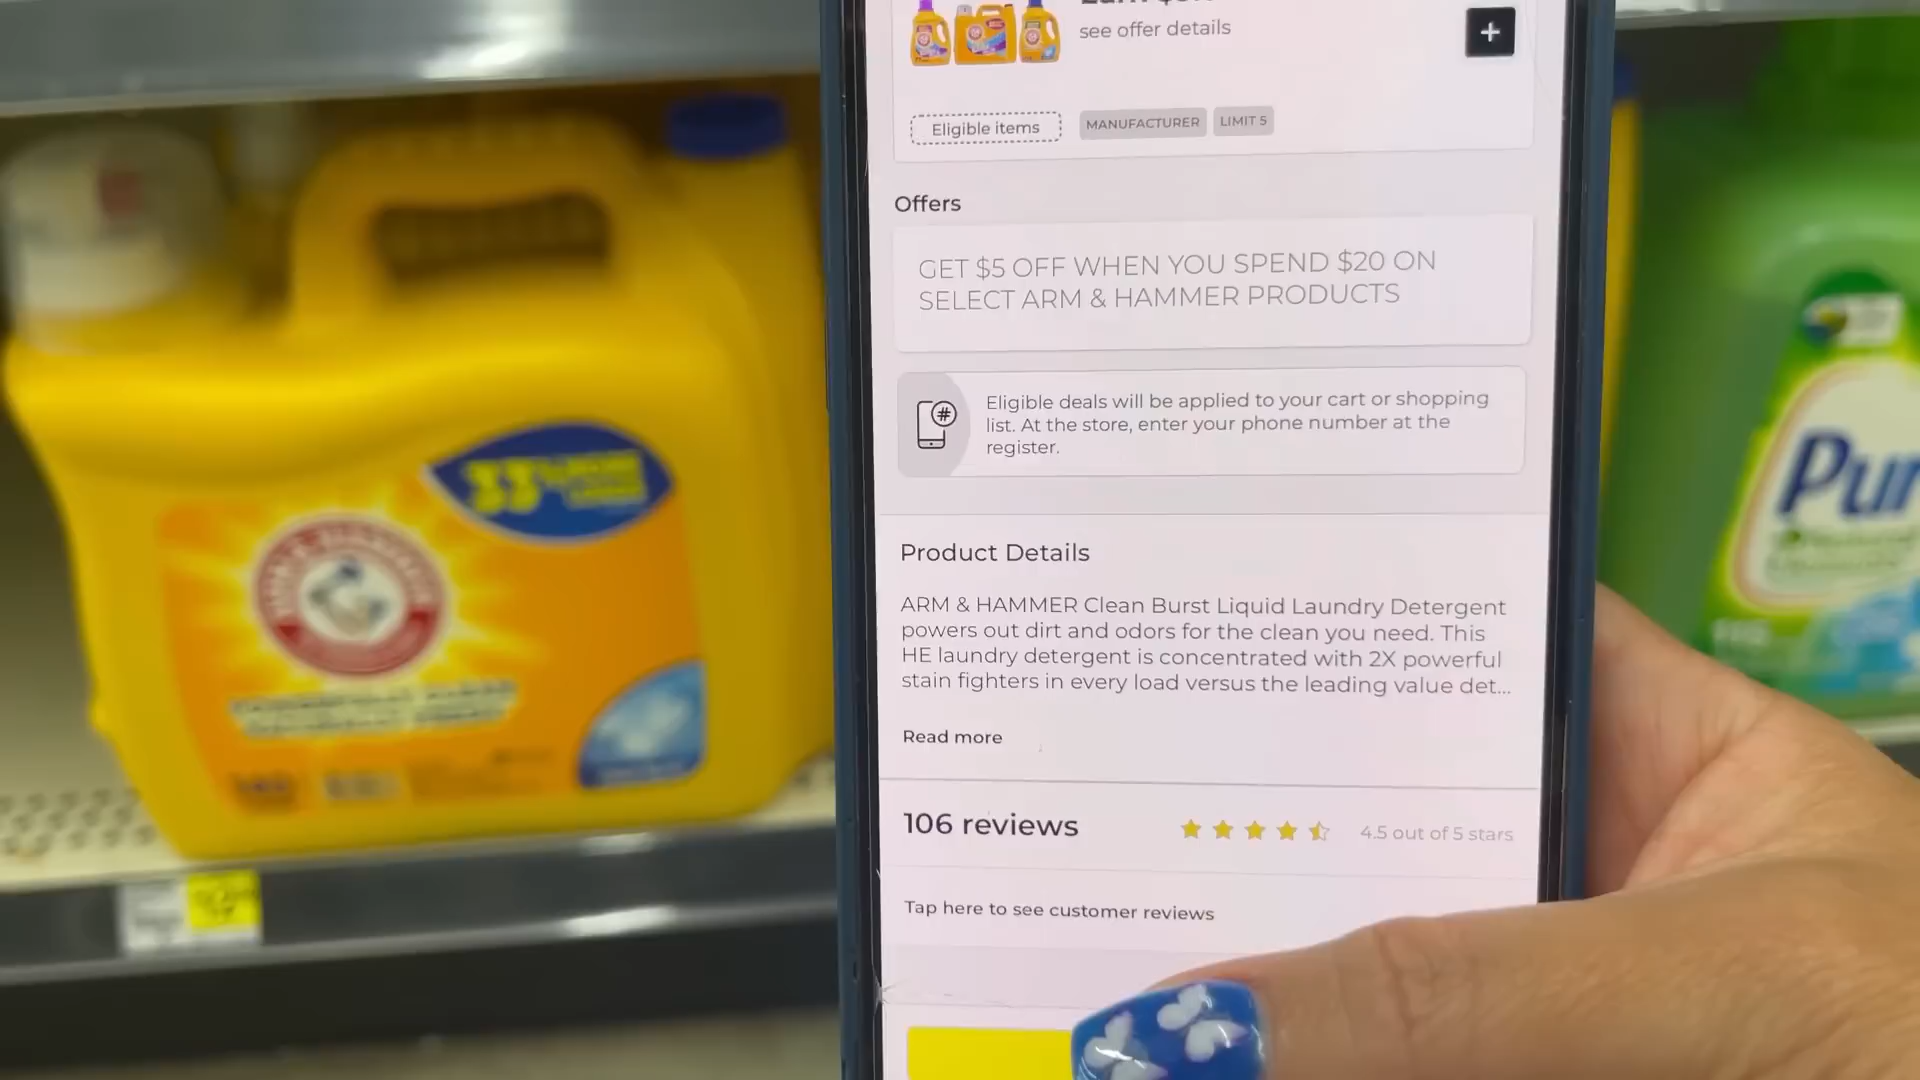 see offer details
+
Eligible items
MANUFACTURER
LIMIT 5
Offers
GET $5 OFF WHEN YOU SPEND $20 ON
SELECT ARM & HAMMER PRODUCTS
#
Eligible deals will be applied to your cart or shopping
list. At the store, enter your phone number at the
register.
Product Details
ARM & HAMMER Clean Burst Liquid Laundry Detergent
powers out dirt and odors for the clean you need. This
HE laundry detergent is concentrated with 2X powerful
stain fighters in every load versus the leading value det...
Read more
106 reviews
4.5 out of 5 stars
Tap here to see customer reviews
33
ARM & HAMMER
Pur